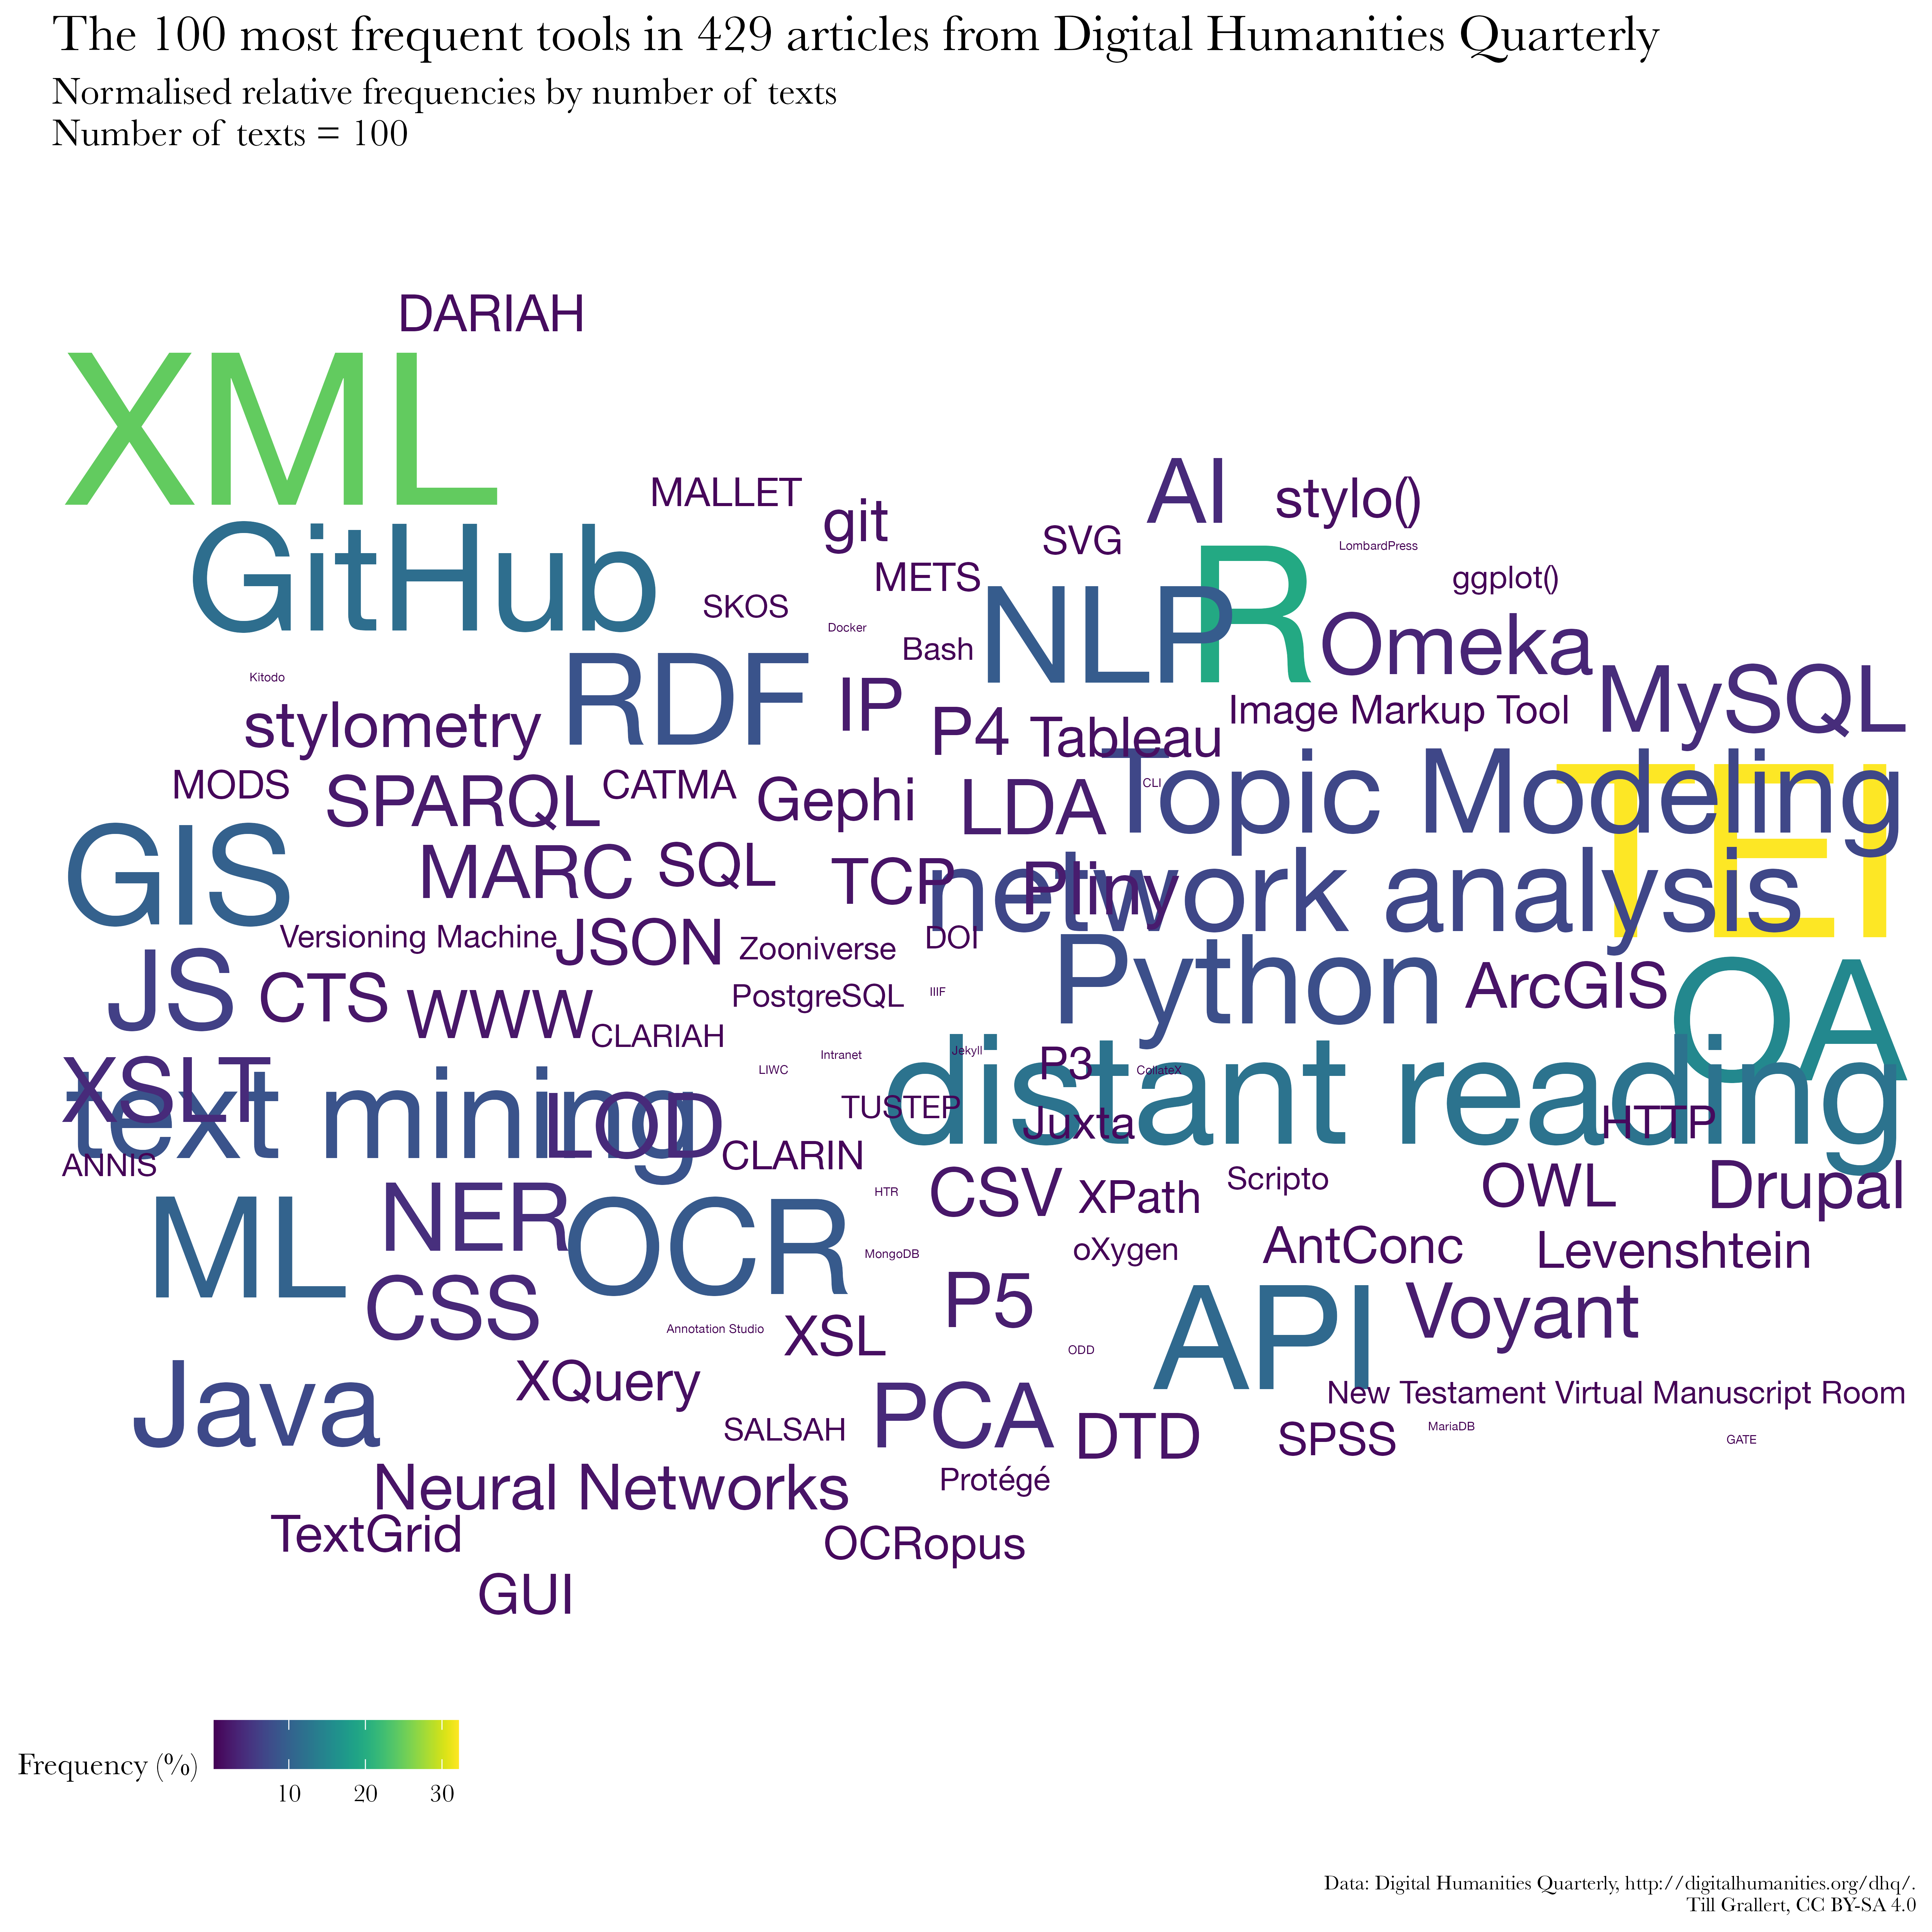 The 100 most frequent tools in 429 articles from Digital Humanities Quarterly
Normalised relative frequencies by number of texts
Number of texts = 100
DARIAH
XML
AI
MALLET
stylo()
git
SVG
LombardPress
GitHub
METS
ggplot()
SKOS
R
Docker
NLP
Bash
Omeka
Kitodo
RDF
IP
MySQL
Image Markup Tool
stylometry
P4
Tableau
MODS
CATMA
CLI
SPARQL
Gephi
LDA
Topic Modeling
TEI
GIS
MARC
SQL
TCP
Pliny
network analysis
Versioning Machine
JSON
Zooniverse
DOI
JS
CTS
PostgreSQL
IIIF
Python
ArcGIS
OA
WWW
CLARIAH
Intranet
Jekyll
P3
LIWC
CollateX
XSLT
text mining
LOD
TUSTEP
distant reading
Juxta
HTTP
ANNIS
CLARIN
Scripto
HTR
CSV
XPath
OWL
Drupal
NER
ML
OCR
MongoDB
oXygen
AntConc
Levenshtein
CSS
P5
API
Voyant
Annotation Studio
XSL
ODD
Java
XQuery
New Testament Virtual Manuscript Room
SALSAH
PCA
DTD
SPSS
MariaDB
GATE
Neural Networks
Protégé
TextGrid
OCRopus
GUI
Frequency (%)
10 20 30
Data: Digital Humanities Quarterly, http://digitalhumanities.org/dhq/.
Till Grallert, CC BY-SA 4.0